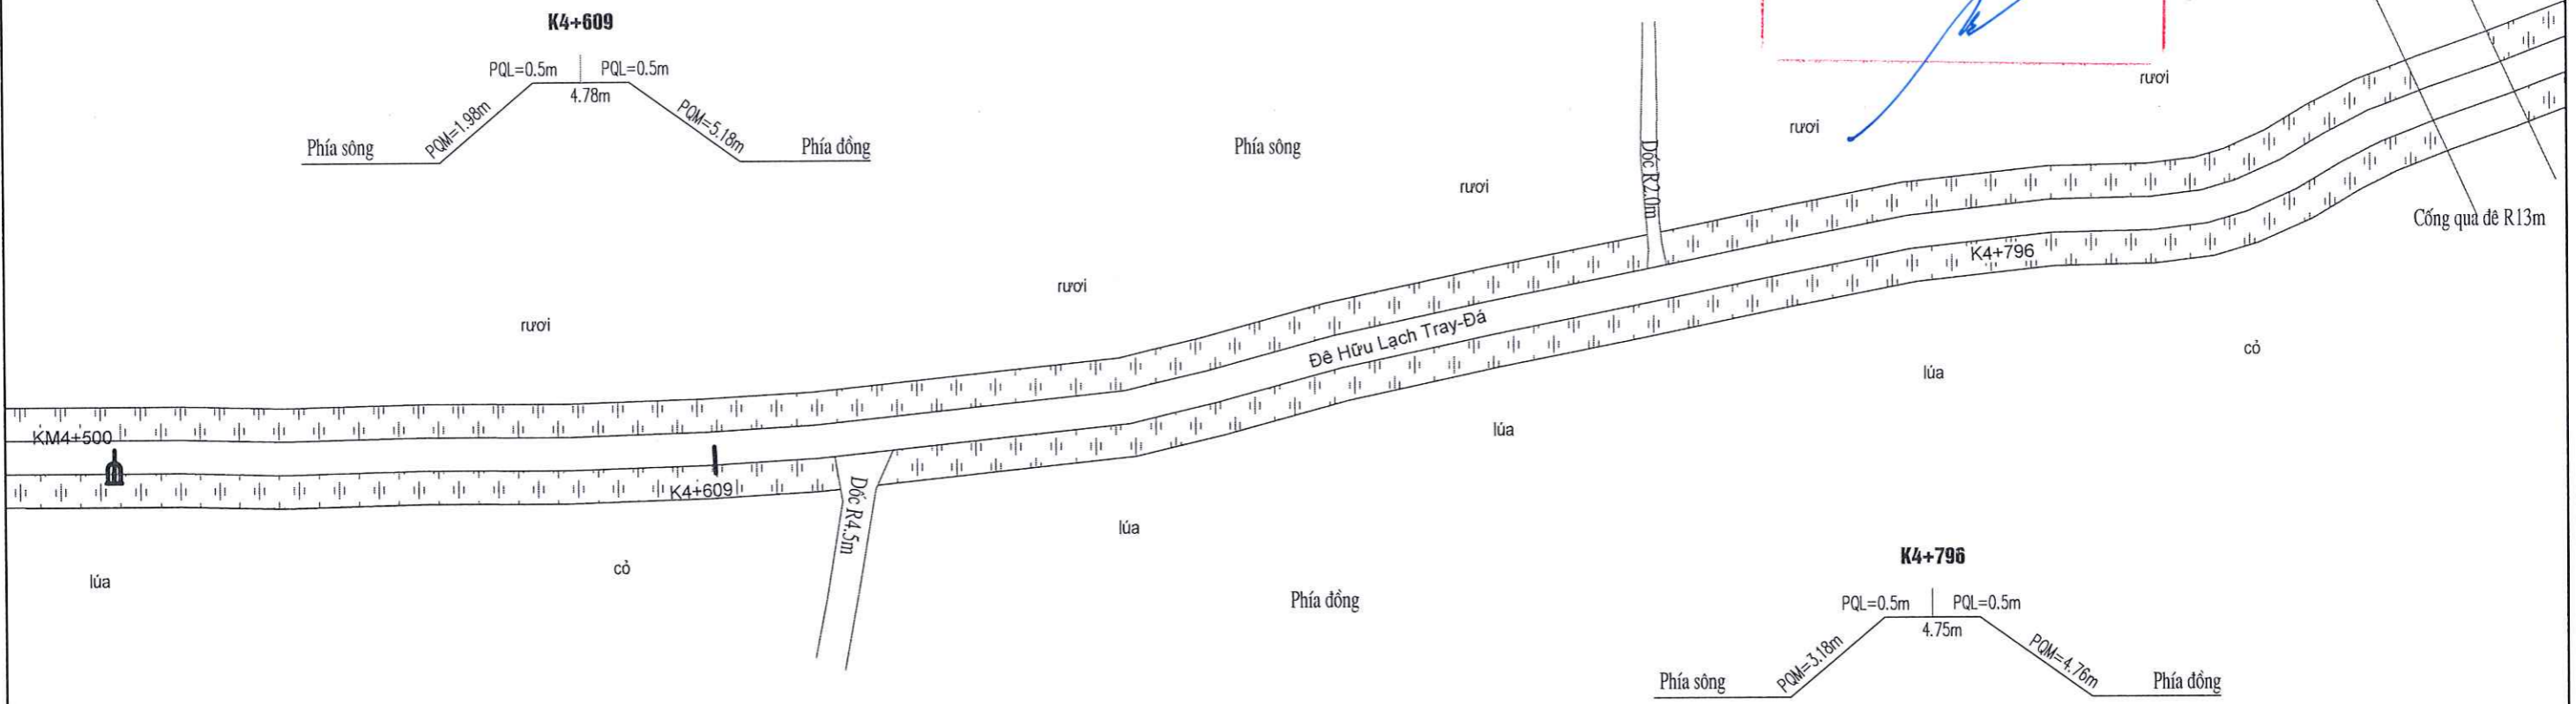 K4+609
PQL=0.5m PQL=0.5m
4.78m
PQM=1.98m
PQM=5.18m
Phía sông
Phía đồng
Phía sông
rươi
rươi
rươi
Dốc R2.0m
rươi
rươi
Cống qua đê R13m
K4+796
Đê Hữu Lạch Tray-Đá
KM4+500
K4+609
Dốc R4.5m
cỏ
lúa
lúa
lúa
cỏ
lúa
Phía đồng
K4+796
PQL=0.5m PQL=0.5m
4.75m
PQM=3.18m
PQM=4.76m
Phía sông
Phía đồng